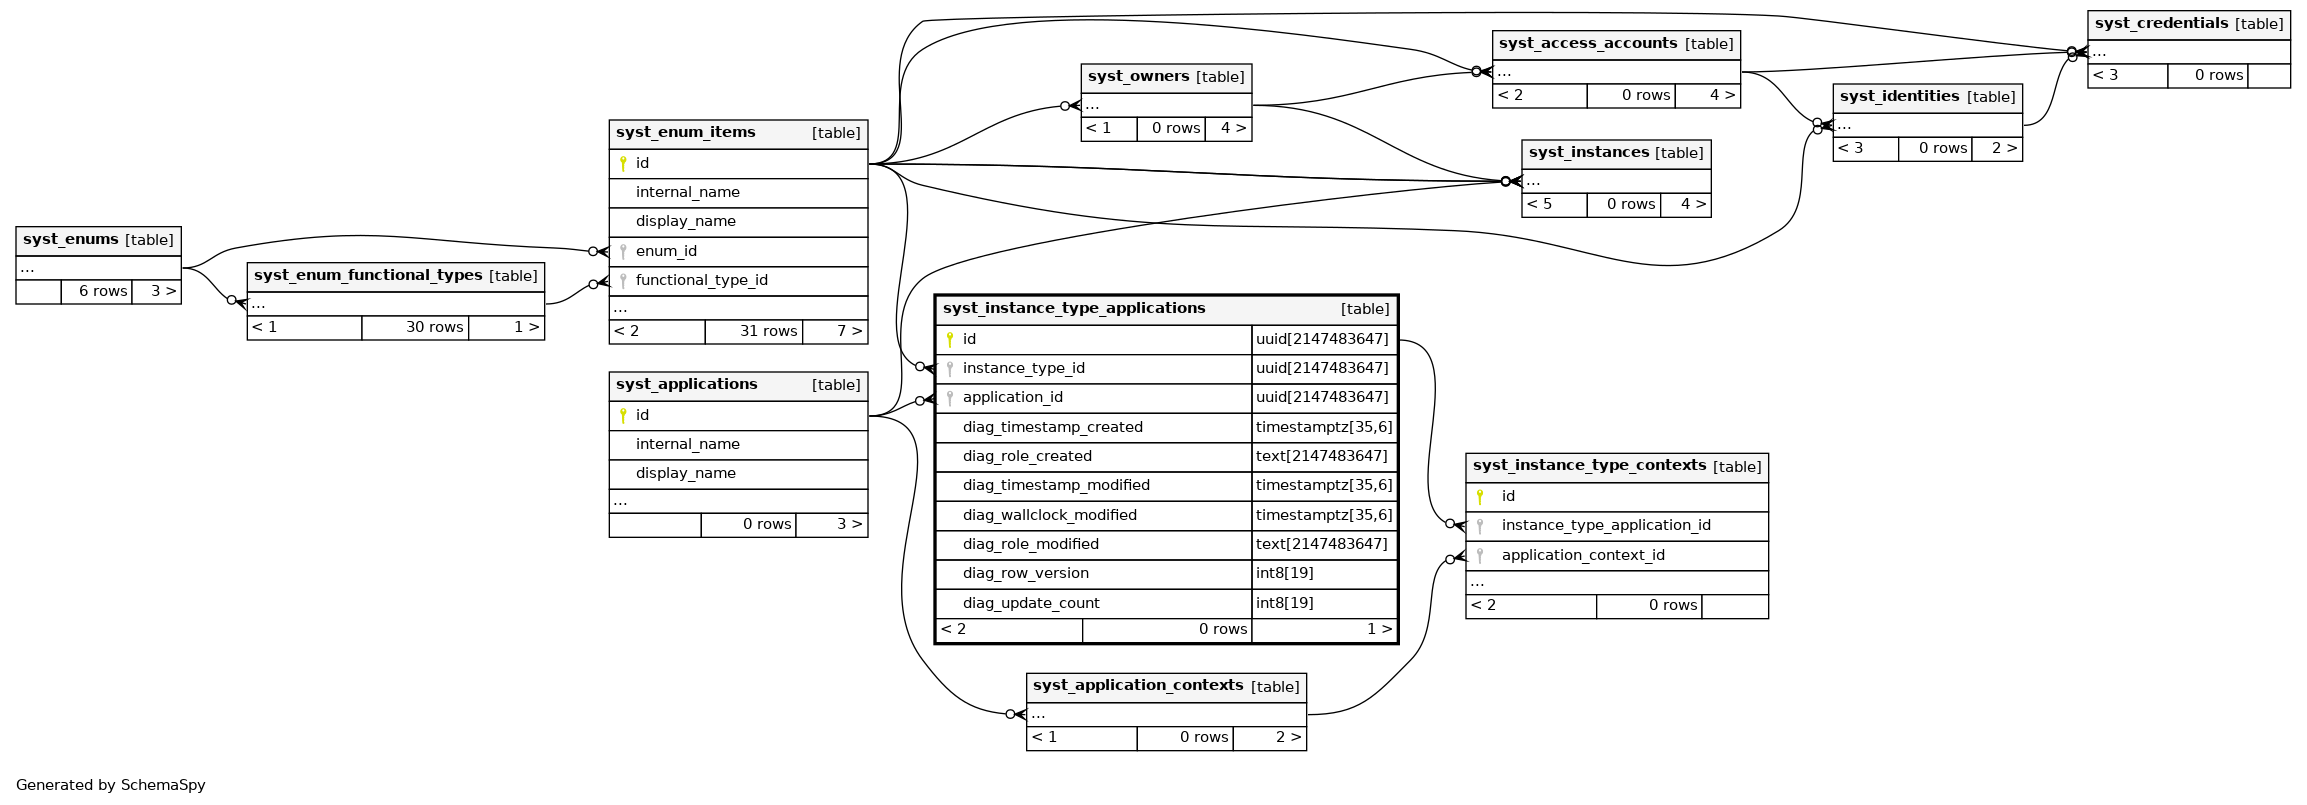 syst_enums [table]
...
6 rows 3 >
syst_enum_functional_types [table]
...
< 1 30 rows 1 >
syst_enum_items [table]
id
internal_name
display_name
enum_id
functional_type_id
...
< 2 31 rows 7 >
syst_applications [table]
id
internal_name
display_name
...
0 rows 3 >
syst_owners [table]
...
< 1 0 rows 4 >
syst_instance_type_applications [table]
id uuid[2147483647]
instance_type_id uuid[2147483647]
application_id uuid[2147483647]
diag_timestamp_created timestamptz[35,6]
diag_role_created text[2147483647]
diag_timestamp_modified timestamptz[35,6]
diag_wallclock_modified timestamptz[35,6]
diag_role_modified text[2147483647]
diag_row_version int8[19]
diag_update_count int8[19]
< 2 0 rows 1 >
syst_application_contexts [table]
...
< 1 0 rows 2 >
syst_access_accounts [table]
...
< 2 0 rows 4 >
syst_instances [table]
...
< 5 0 rows 4 >
syst_instance_type_contexts [table]
id
instance_type_application_id
application_context_id
...
< 2 0 rows
syst_identities [table]
...
< 3 0 rows 2 >
syst_credentials [table]
...
< 3 0 rows
Generated by SchemaSpy